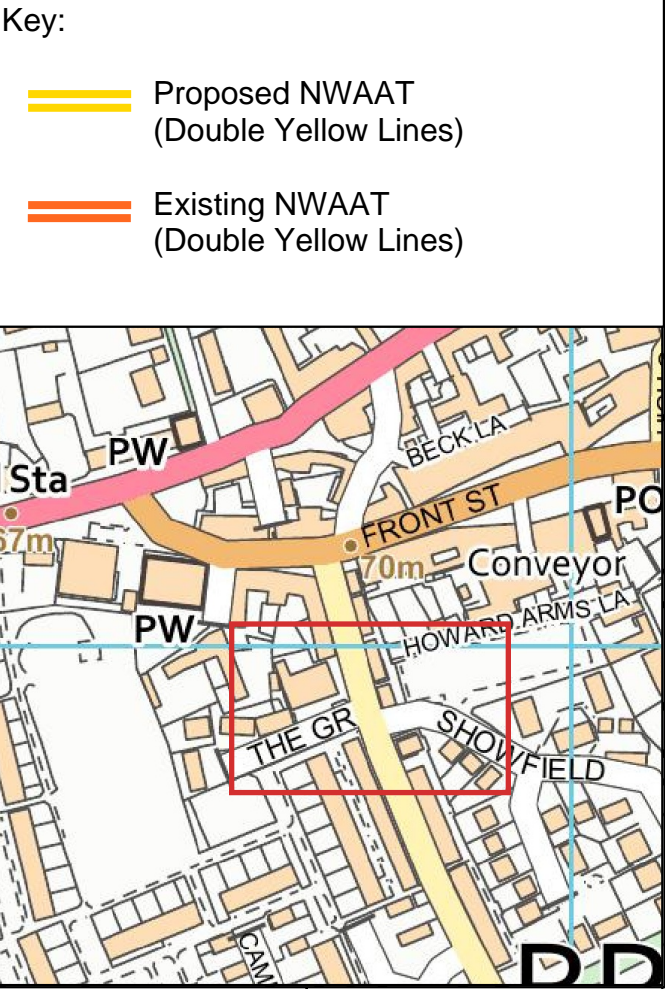 Key:
Proposed NWAAT
(Double Yellow Lines)
Existing NWAAT
(Double Yellow Lines)
PW
BECK LA
Sta
67m
FRONT ST
PO
70m
Conveyor
PW
HOWARD ARMS LA
THE GR
SHOWFIELD